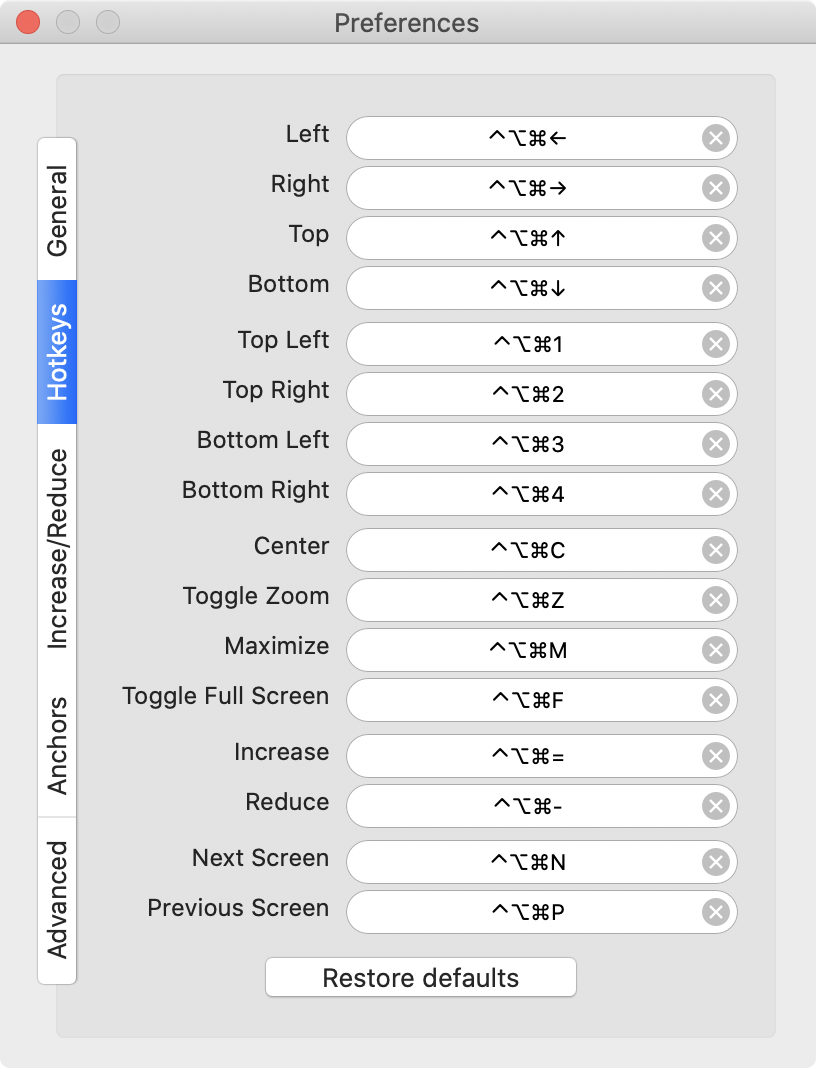 Preferences
General
Hotkeys
Increase/Reduce
Anchors
Advanced
Left ^⌥⌘←
Right ^⌥⌘→
Top ^⌥⌘↑
Bottom ^⌥⌘↓
Top Left ^⌥⌘1
Top Right ^⌥⌘2
Bottom Left ^⌥⌘3
Bottom Right ^⌥⌘4
Center ^⌥⌘C
Toggle Zoom ^⌥⌘Z
Maximize ^⌥⌘M
Toggle Full Screen ^⌥⌘F
Increase ^⌥⌘=
Reduce ^⌥⌘-
Next Screen ^⌥⌘N
Previous Screen ^⌥⌘P
Restore defaults